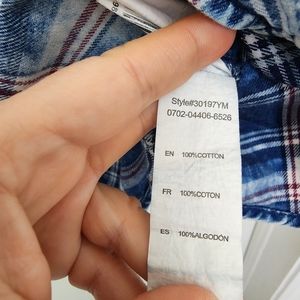 Style#30197YM
0702-04406-6526
EN 100%COTTON
FR 100%COTON
ES 100%ALGODÓN